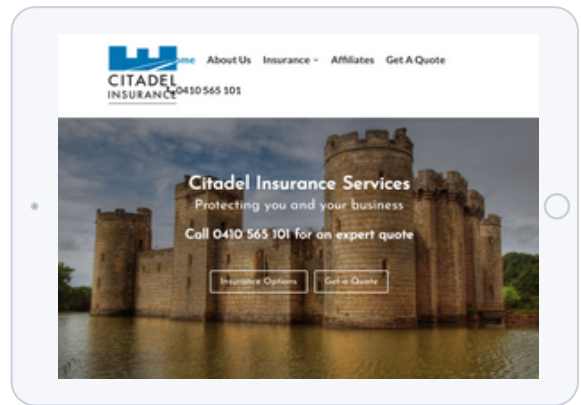 CITADEL
INSURANCE
ome About Us Insurance Affiliates Get A Quote
0410 565 101
Citadel Insurance Services
Protecting you and your business
Call 0410 565 101 for an expert quote
Insurance Options Get a Quote